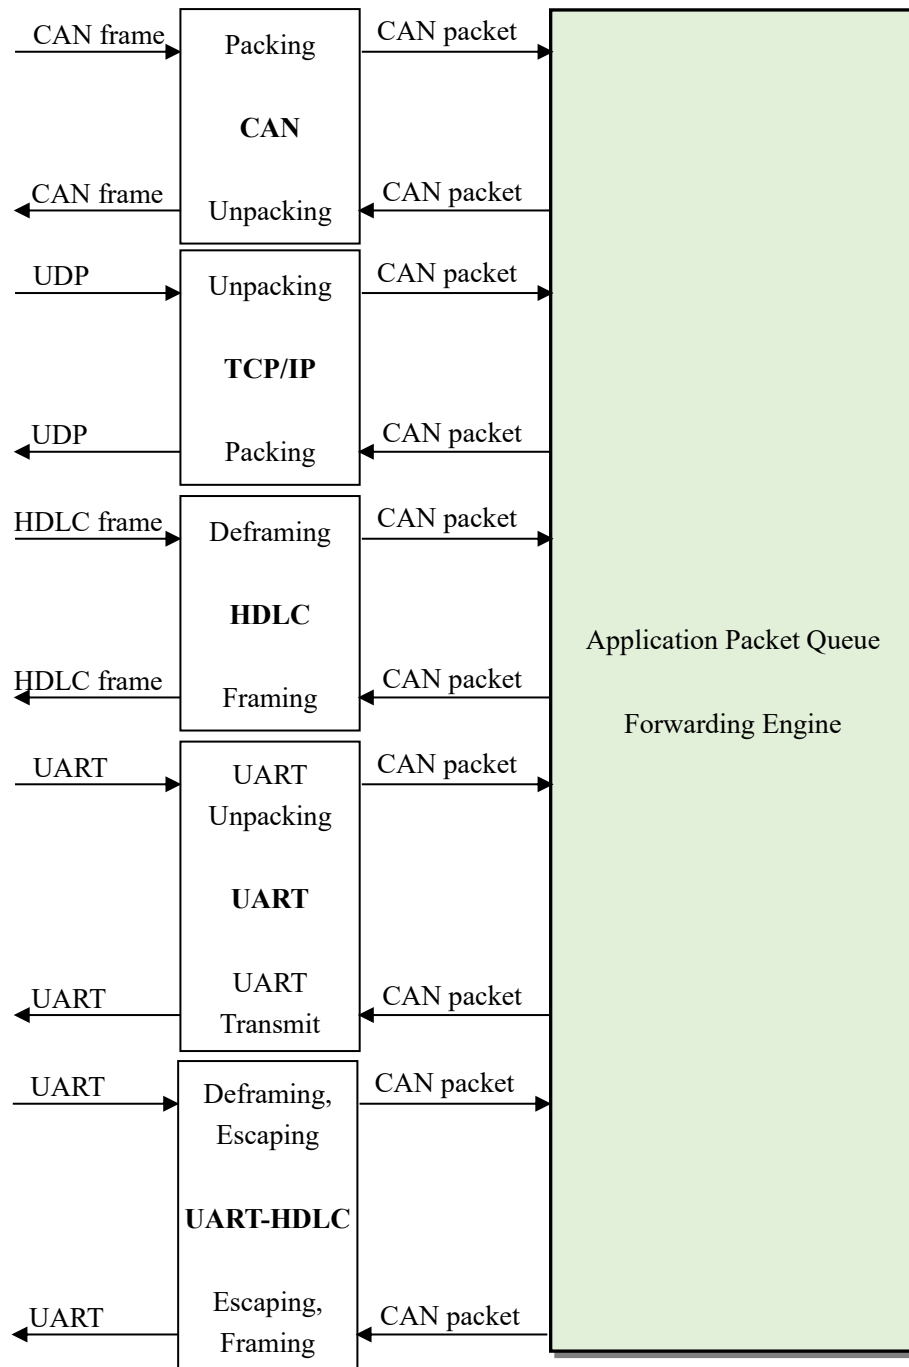 CAN frame
Packing
CAN packet
CAN
CAN frame
Unpacking
CAN packet
UDP
Unpacking
CAN packet
TCP/IP
UDP
Packing
CAN packet
HDLC frame
Deframing
CAN packet
HDLC
HDLC frame
Framing
CAN packet
UART
UART
Unpacking
CAN packet
UART
UART
UART
Transmit
CAN packet
UART
Deframing,
Escaping
CAN packet
UART-HDLC
UART
Escaping,
Framing
CAN packet
Application Packet Queue
Forwarding Engine